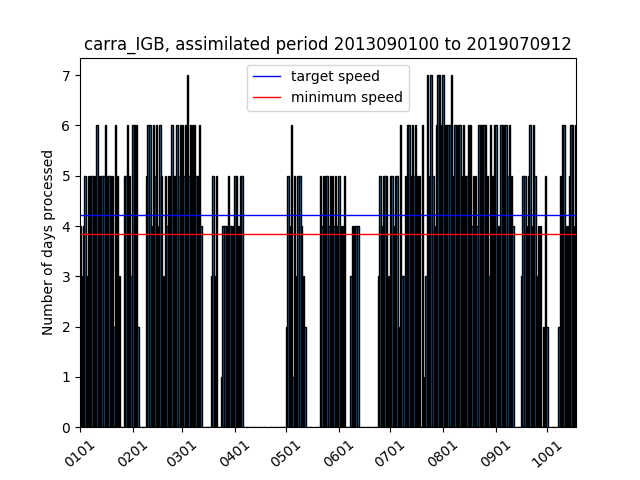 carra_IGB, assimilated period 2013090100 to 2019070912
target speed
minimum speed
Number of days processed
7
6
5
4
3
2
1
0
0101 0201 0301 0401 0501 0601 0701 0801 0901 1001